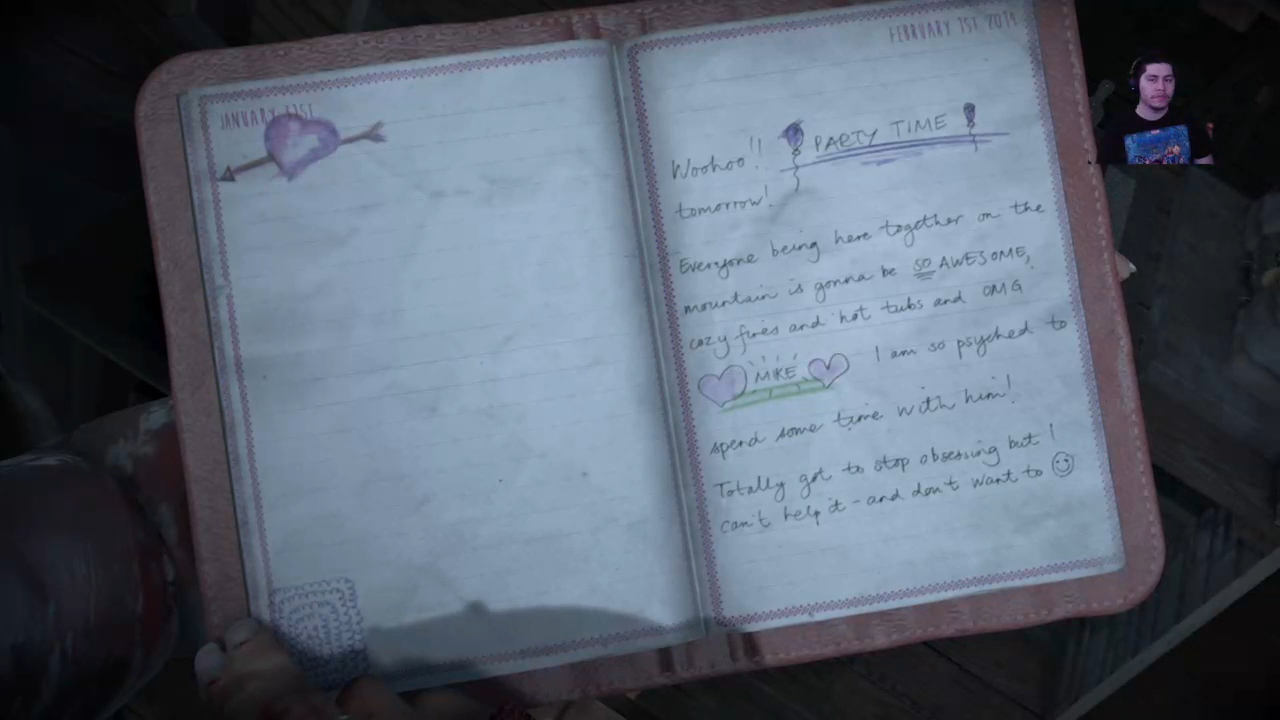 JANUARY 31ST
FEBRUARY 1ST 2014
Woohoo!! PARTY TIME
tomorrow!
Everyone being here together on the
mountain is gonna be so AWESOME,
cozy fires and hot tubs and OMG
MIKE I am so psyched to
spend some time with him!
Totally got to stop obsessing but I
can't help it - and don't want to